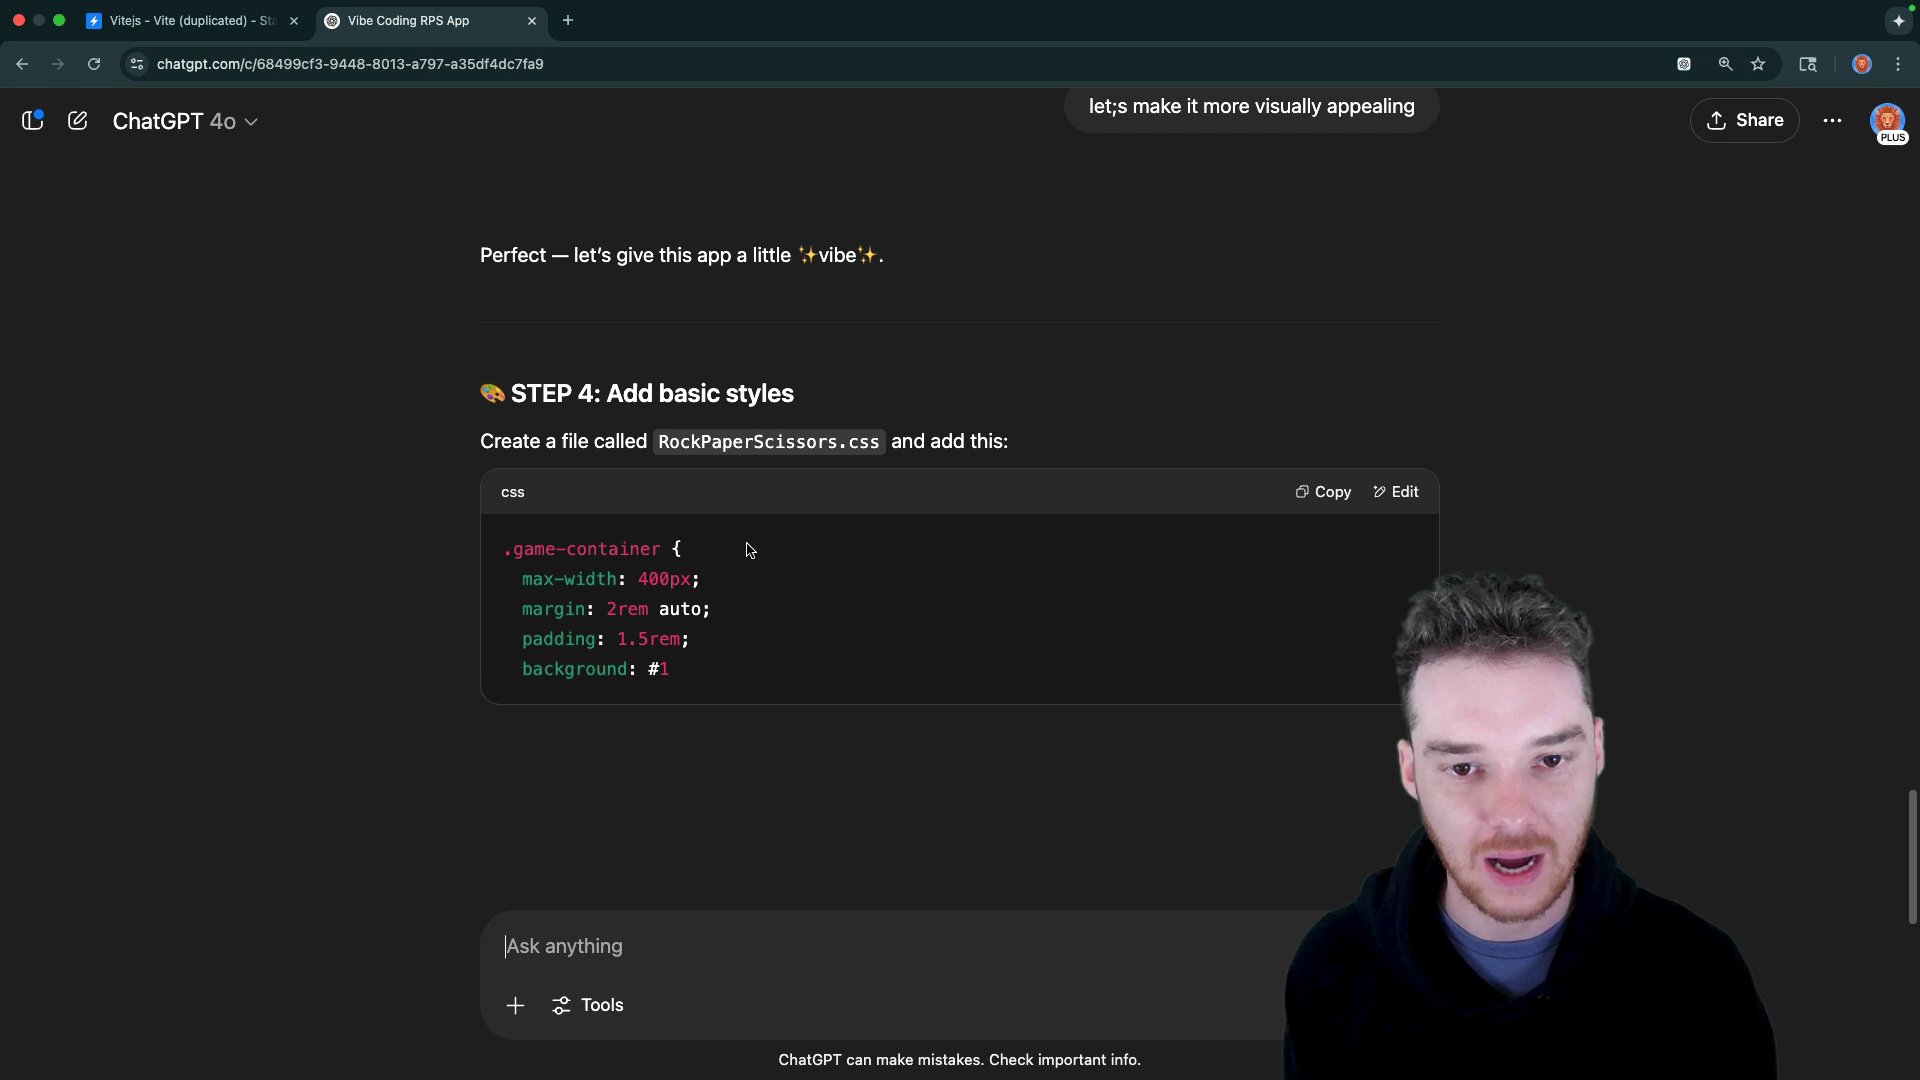 Vitejs - Vite (duplicated) - Sta
Vibe Coding RPS App
chatgpt.com/c/68499cf3-9448-8013-a797-a35df4dc7fa9
ChatGPT 4o
let;s make it more visually appealing
Share
PLUS
Perfect — let's give this app a little ✨vibe✨.
🎨 STEP 4: Add basic styles
Create a file called RockPaperScissors.css and add this:
css
Copy
Edit
.game-container {
max-width: 400px;
margin: 2rem auto;
padding: 1.5rem;
background: #1
Ask anything
Tools
ChatGPT can make mistakes. Check important info.